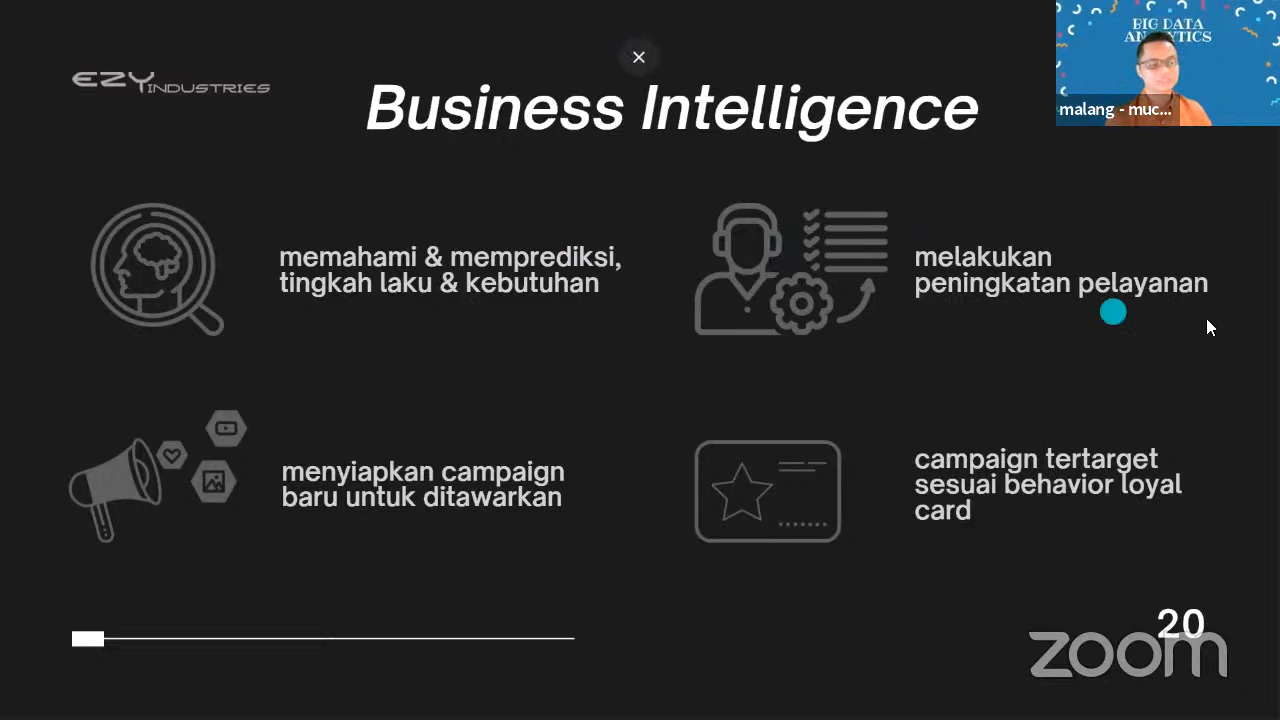 BIG DATA
ANALYTICS
malang - muc...
EZY INDUSTRIES
Business Intelligence
memahami & memprediksi,
tingkah laku & kebutuhan
melakukan
peningkatan pelayanan
menyiapkan campaign
baru untuk ditawarkan
campaign tertarget
sesuai behavior loyal
card
20
zoom